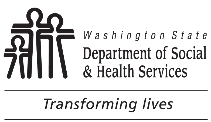 Washington State
Department of Social
& Health Services
Transforming lives